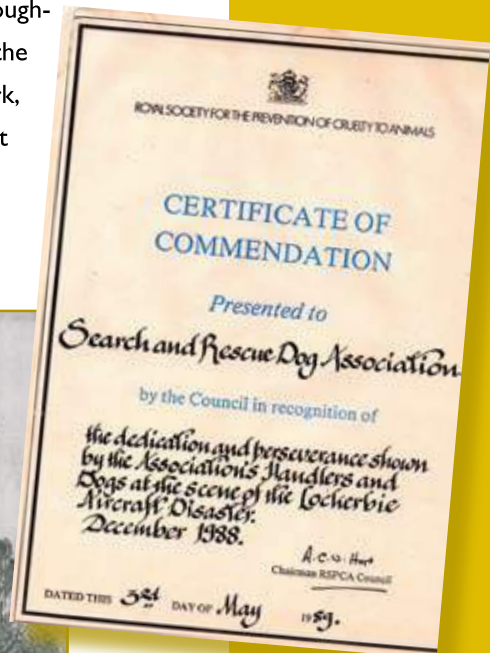 ough-
the
k,
t
ROYAL SOCIETY FOR THE PREVENTION OF CRUELTY TO ANIMALS
CERTIFICATE OF
COMMENDATION
Presented to
Search and Rescue Dog Association
by the Council in recognition of
the dedication and perseverance shown
by the Association's Handlers and
Dogs at the scene of the Lockerbie
Aircraft Disaster.
December 1988.
Chairman RSPCA Council
DATED THIS 3rd DAY OF May 1989.